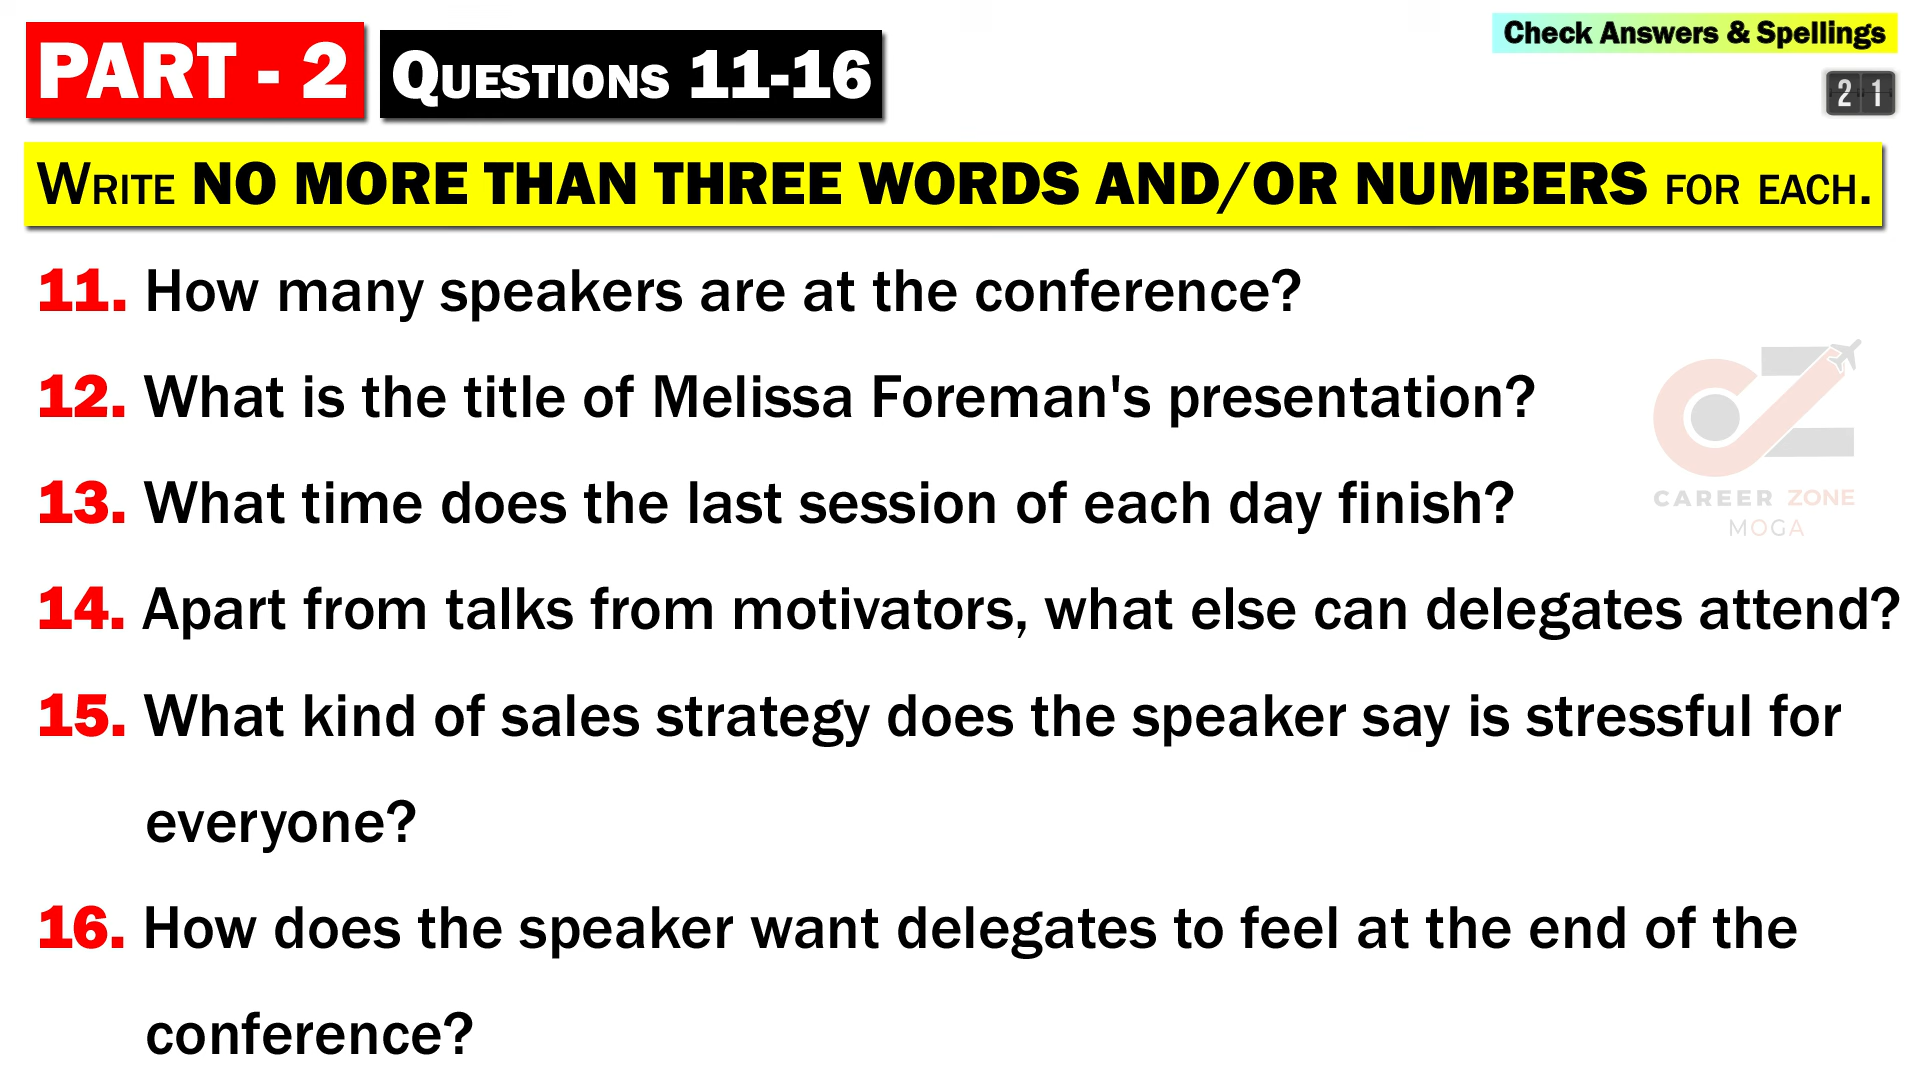 PART - 2
QUESTIONS 11-16
Check Answers & Spellings
21
WRITE NO MORE THAN THREE WORDS AND/OR NUMBERS FOR EACH.
11. How many speakers are at the conference?
12. What is the title of Melissa Foreman's presentation?
13. What time does the last session of each day finish?
14. Apart from talks from motivators, what else can delegates attend?
15. What kind of sales strategy does the speaker say is stressful for
everyone?
16. How does the speaker want delegates to feel at the end of the
conference?
CZ
CAREER ZONE
MOGA